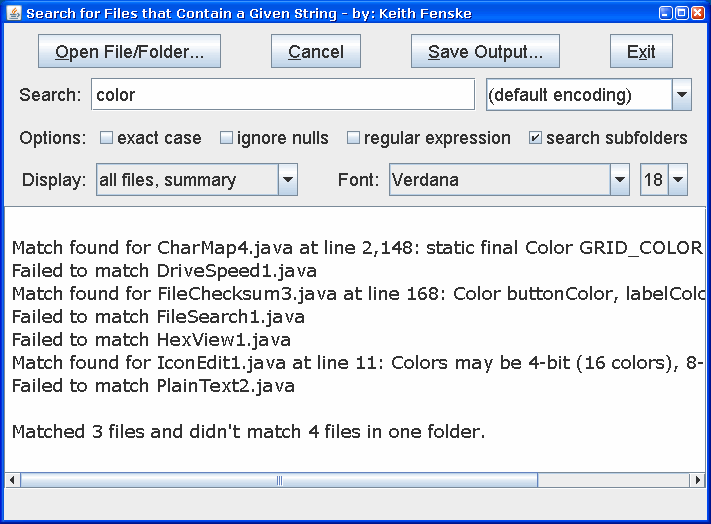 Search for Files that Contain a Given String - by: Keith Fenske
Open File/Folder... Cancel Save Output... Exit
Search: color (default encoding)
Options: exact case ignore nulls regular expression search subfolders
Display: all files, summary Font: Verdana 18
Match found for CharMap4.java at line 2,148: static final Color GRID_COLOR
Failed to match DriveSpeed1.java
Match found for FileChecksum3.java at line 168: Color buttonColor, labelColo
Failed to match FileSearch1.java
Failed to match HexView1.java
Match found for IconEdit1.java at line 11: Colors may be 4-bit (16 colors), 8-
Failed to match PlainText2.java
Matched 3 files and didn't match 4 files in one folder.